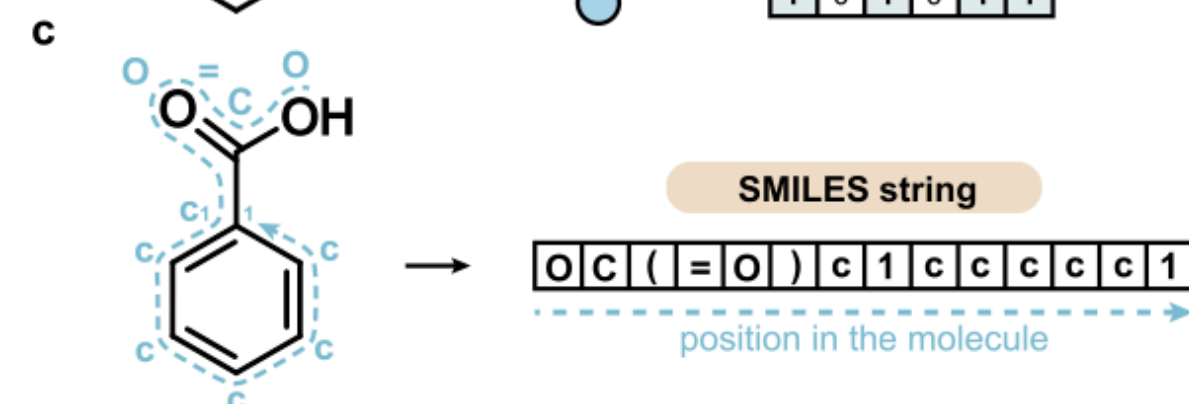 c
O = O
C
O OH
c1 1
c c
c c
c
SMILES string
O C ( = O ) c 1 c c c c c 1
position in the molecule